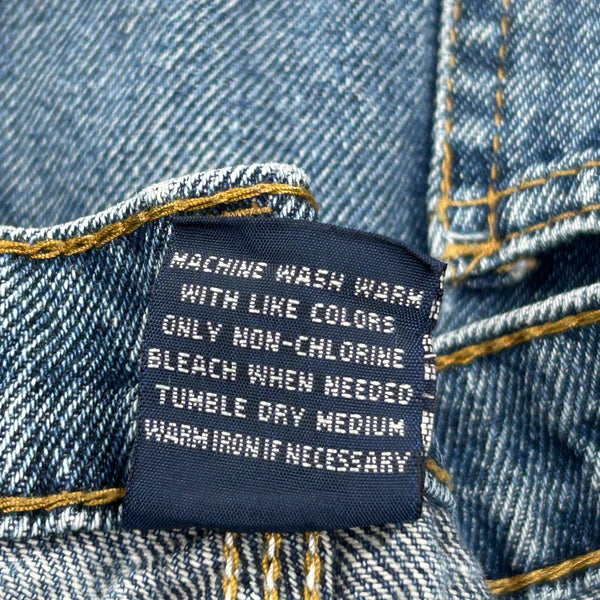 MACHINE WASH WARM
WITH LIKE COLORS
ONLY NON-CHLORINE
BLEACH WHEN NEEDED
TUMBLE DRY MEDIUM
WARM IRON IF NECESSARY